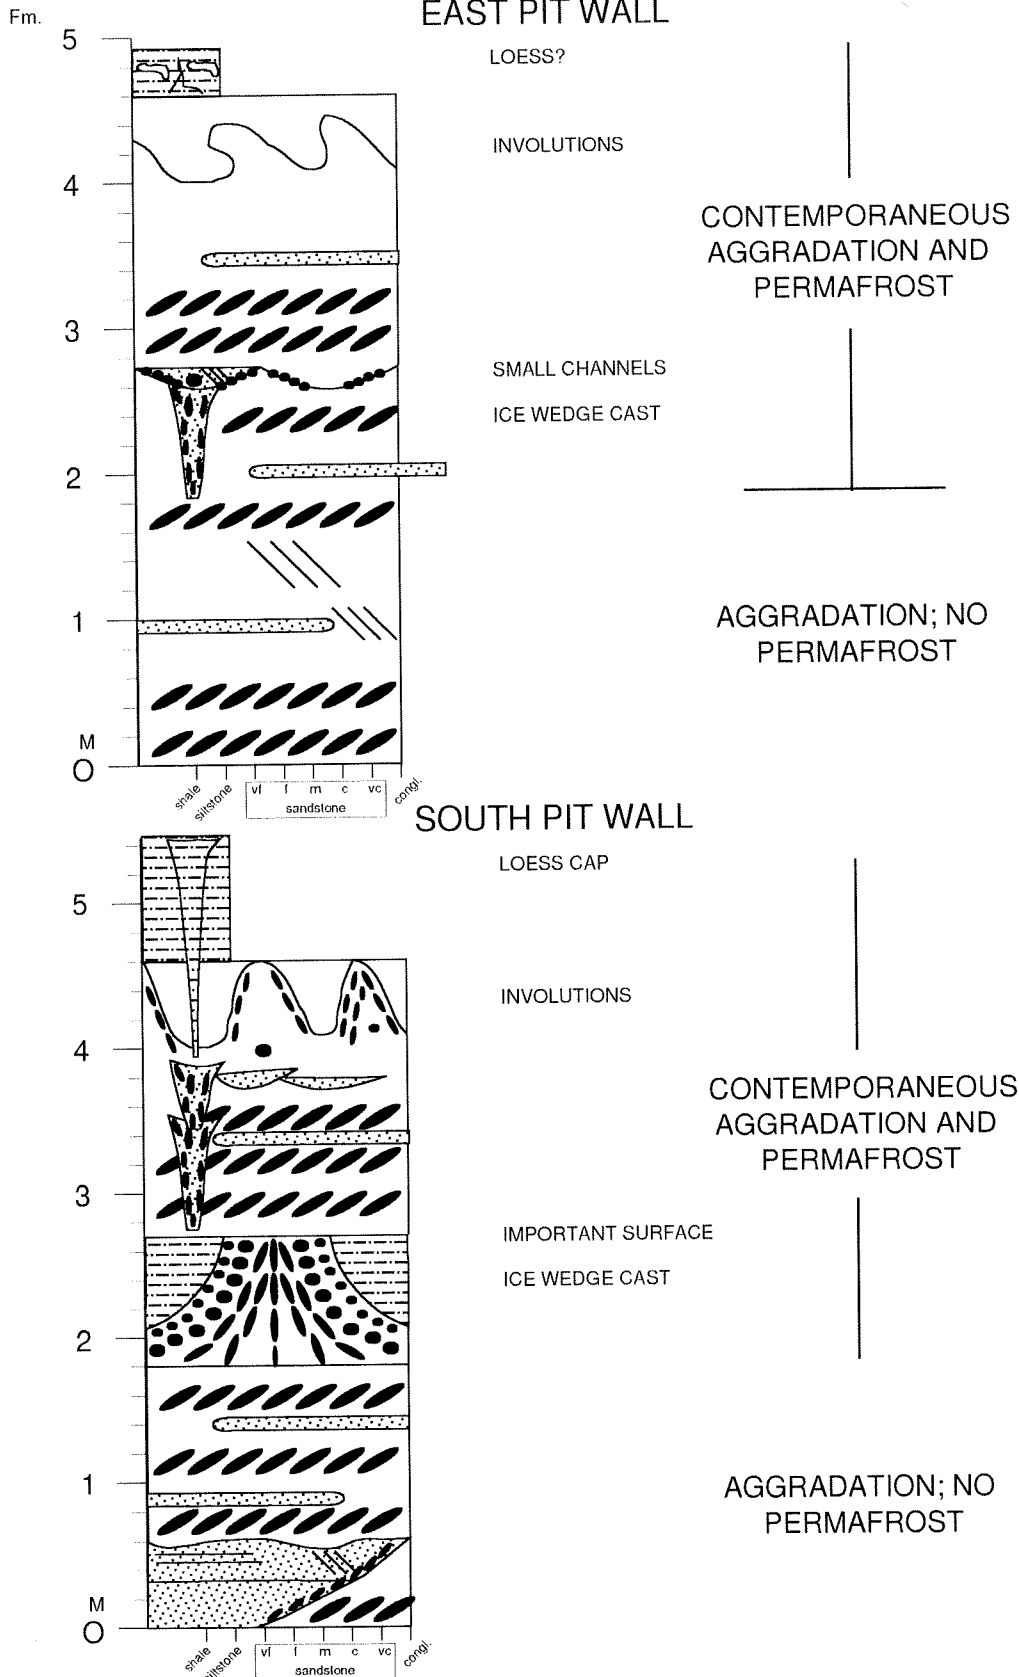 Fm.
EAST PIT WALL
5
LOESS?
INVOLUTIONS
4
CONTEMPORANEOUS
AGGRADATION AND
PERMAFROST
3
SMALL CHANNELS
ICE WEDGE CAST
2
1
AGGRADATION; NO
PERMAFROST
M
O
shale
siltstone
vf f m c vc
congl.
sandstone
SOUTH PIT WALL
LOESS CAP
5
INVOLUTIONS
4
CONTEMPORANEOUS
AGGRADATION AND
PERMAFROST
3
IMPORTANT SURFACE
ICE WEDGE CAST
2
1
AGGRADATION; NO
PERMAFROST
M
O
shale
siltstone
vf f m c vc
congl.
sandstone